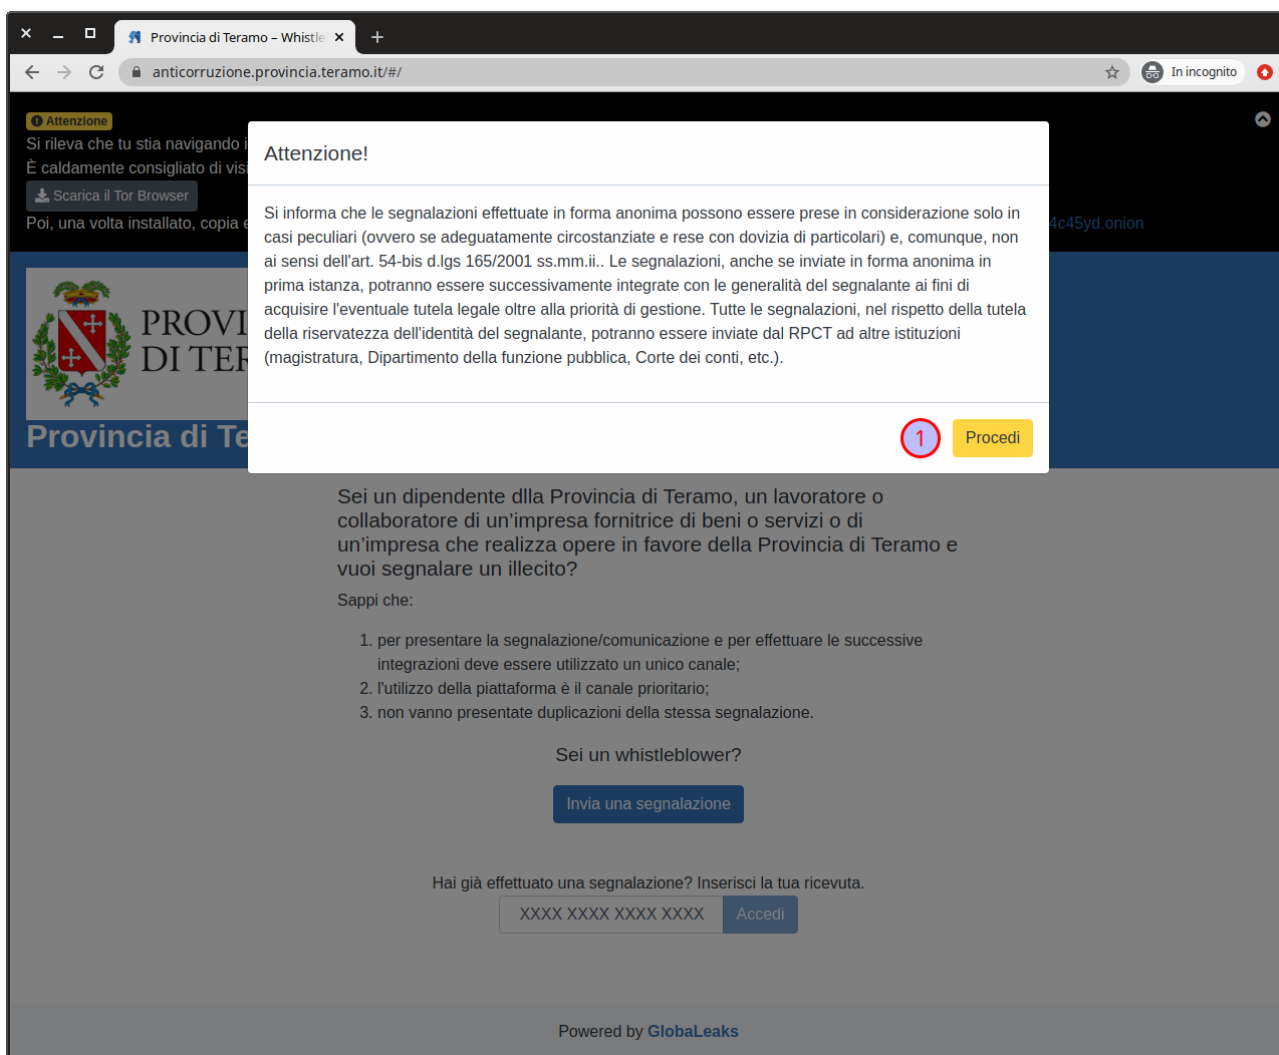 Provincia di Teramo – Whistle
anticorruzione.provincia.teramo.it/#/
In incognito
Attenzione
Si rileva che tu stia navigando i
È caldamente consigliato di visi
Scarica il Tor Browser
Poi, una volta installato, copia e
4c45yd.onion
Attenzione!
Si informa che le segnalazioni effettuate in forma anonima possono essere prese in considerazione solo in
casi peculiari (ovvero se adeguatamente circostanziate e rese con dovizia di particolari) e, comunque, non
ai sensi dell'art. 54-bis d.lgs 165/2001 ss.mm.ii.. Le segnalazioni, anche se inviate in forma anonima in
prima istanza, potranno essere successivamente integrate con le generalità del segnalante ai fini di
acquisire l'eventuale tutela legale oltre alla priorità di gestione. Tutte le segnalazioni, nel rispetto della tutela
della riservatezza dell'identità del segnalante, potranno essere inviate dal RPCT ad altre istituzioni
(magistratura, Dipartimento della funzione pubblica, Corte dei conti, etc.).
1
Procedi
PROVI
DI TER
Provincia di Te
Sei un dipendente dlla Provincia di Teramo, un lavoratore o
collaboratore di un'impresa fornitrice di beni o servizi o di
un'impresa che realizza opere in favore della Provincia di Teramo e
vuoi segnalare un illecito?
Sappi che:
1. per presentare la segnalazione/comunicazione e per effettuare le successive
integrazioni deve essere utilizzato un unico canale;
2. l'utilizzo della piattaforma è il canale prioritario;
3. non vanno presentate duplicazioni della stessa segnalazione.
Sei un whistleblower?
Invia una segnalazione
Hai già effettuato una segnalazione? Inserisci la tua ricevuta.
XXXX XXXX XXXX XXXX
Accedi
Powered by GlobaLeaks